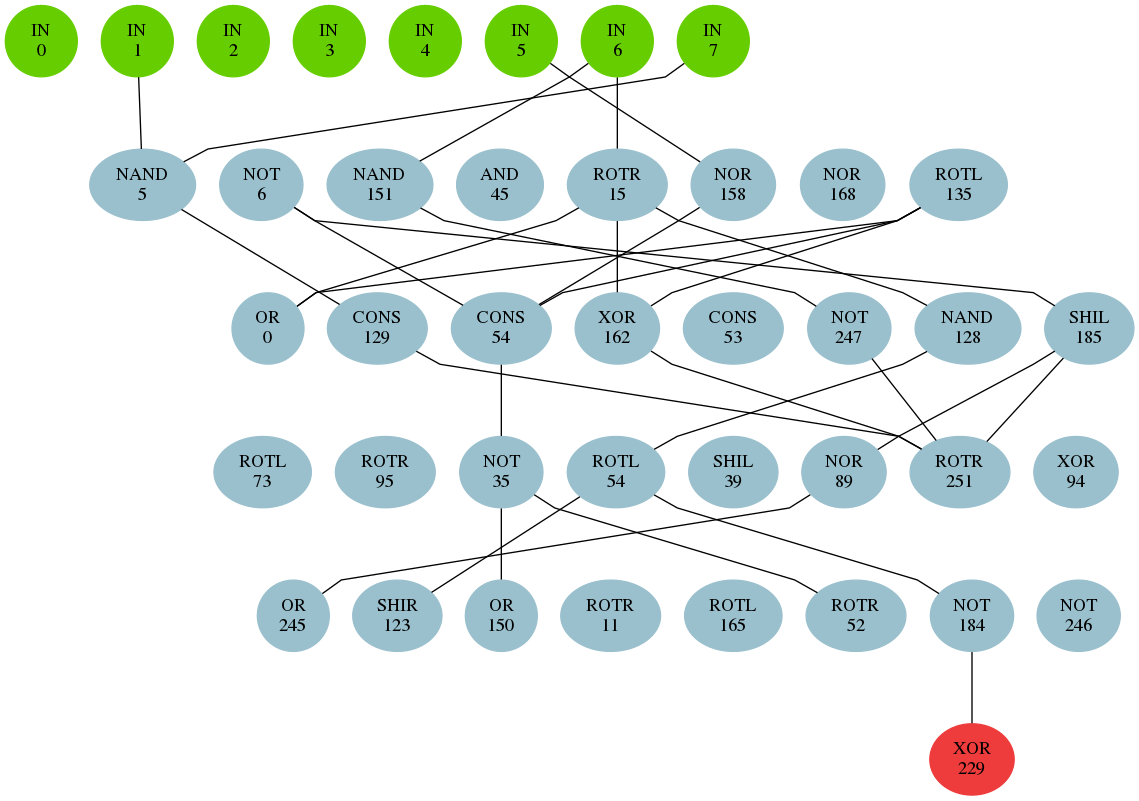 IN
0
IN
1
IN
2
IN
3
IN
4
IN
5
IN
6
IN
7
NAND
5
NOT
6
NAND
151
AND
45
ROTR
15
NOR
158
NOR
168
ROTL
135
OR
0
CONS
129
CONS
54
XOR
162
CONS
53
NOT
247
NAND
128
SHIL
185
ROTL
73
ROTR
95
NOT
35
ROTL
54
SHIL
39
NOR
89
ROTR
251
XOR
94
OR
245
SHIR
123
OR
150
ROTR
11
ROTL
165
ROTR
52
NOT
184
NOT
246
XOR
229